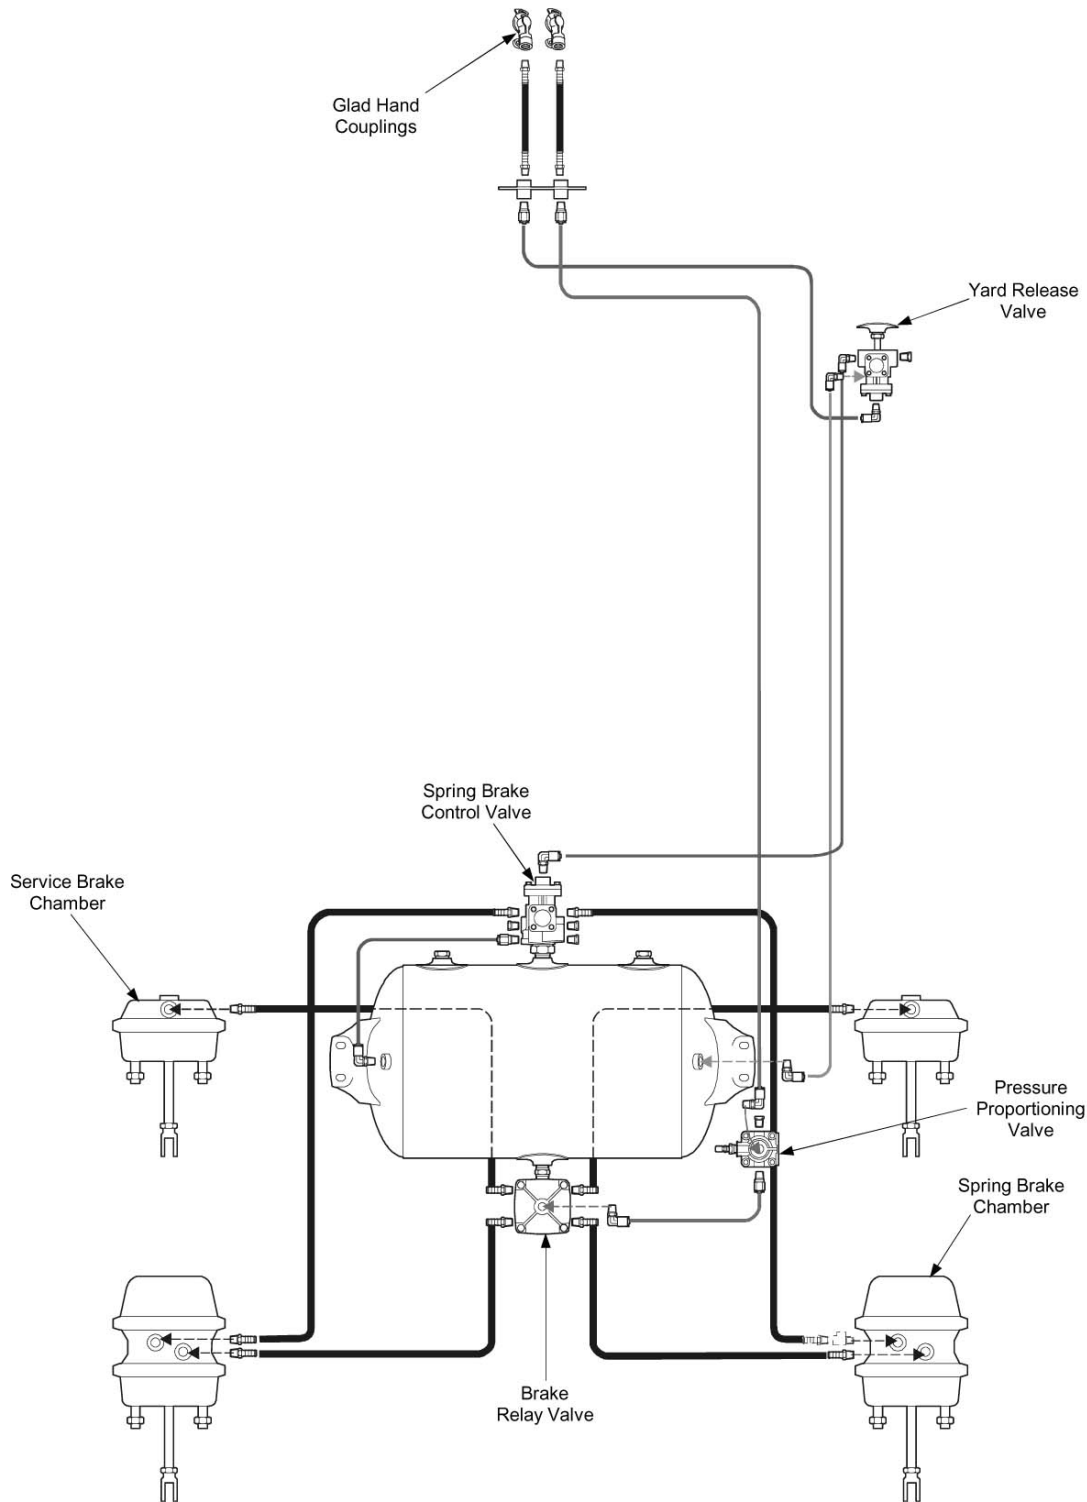 Glad Hand
Couplings
Yard Release
Valve
Spring Brake
Control Valve
Service Brake
Chamber
Pressure
Proportioning
Valve
Spring Brake
Chamber
Brake
Relay Valve